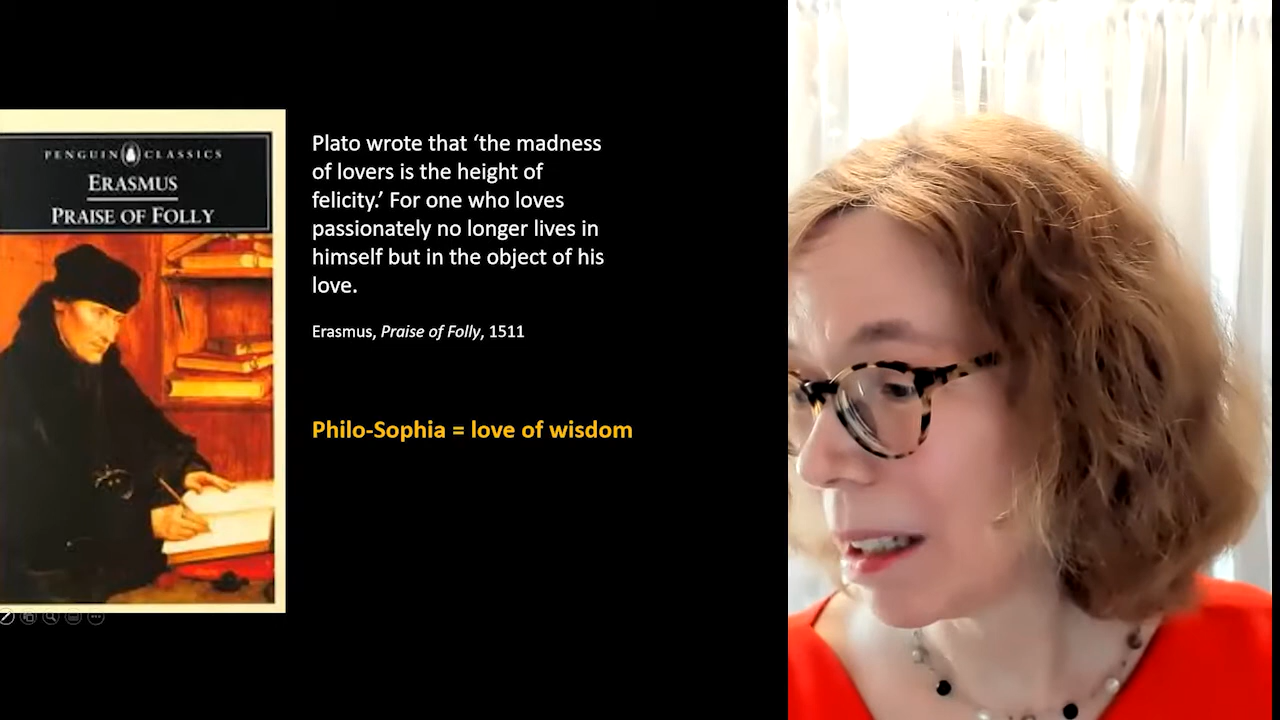 PENGUIN CLASSICS
ERASMUS
PRAISE OF FOLLY
Plato wrote that ‘the madness
of lovers is the height of
felicity.’ For one who loves
passionately no longer lives in
himself but in the object of his
love.
Erasmus, Praise of Folly, 1511
Philo-Sophia = love of wisdom